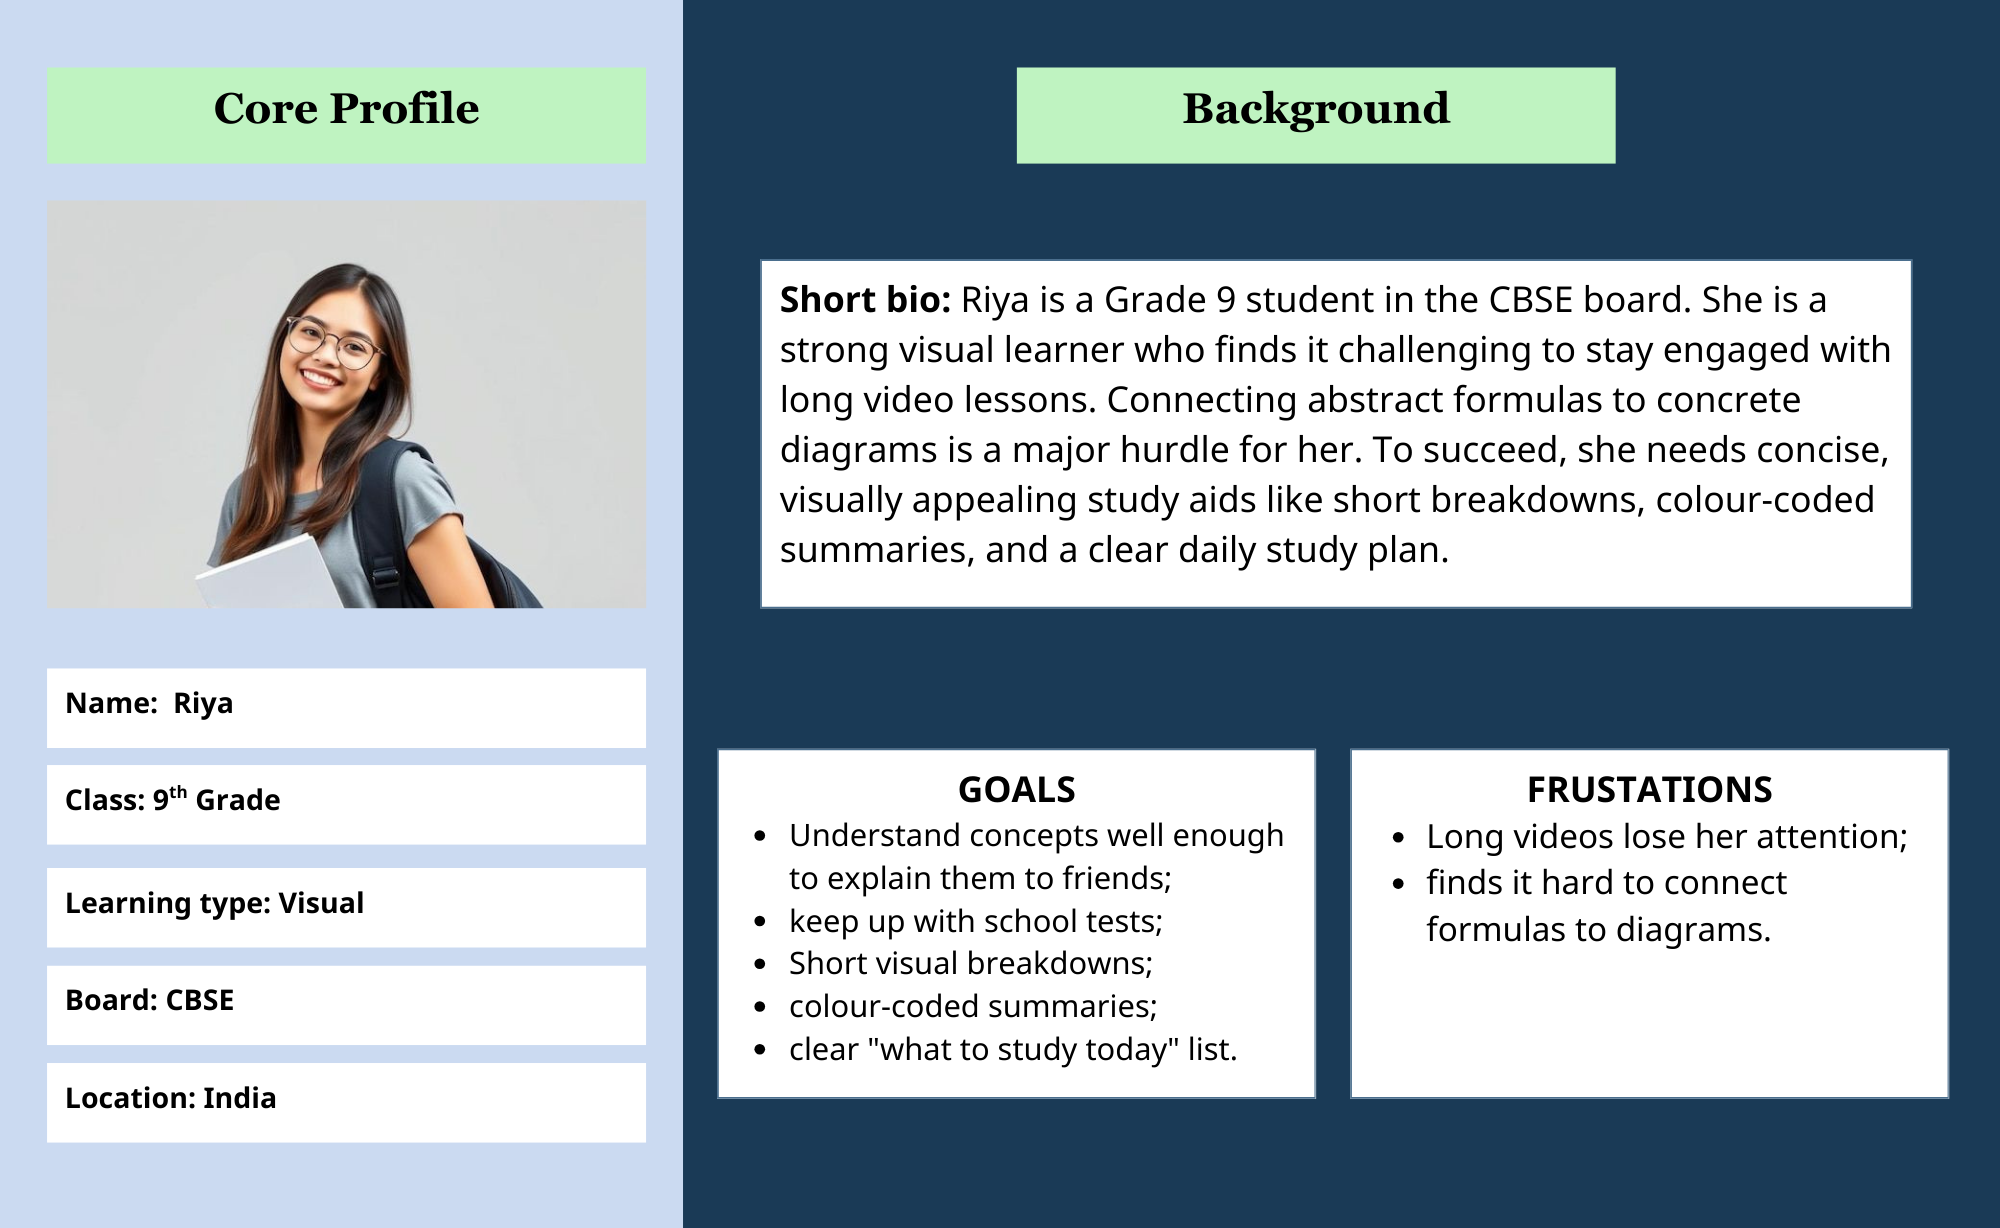 Core Profile
Name:  Riya
Class: 9th Grade
Learning type: Visual
Board: CBSE
Location: India
Background
Short bio: Riya is a Grade 9 student in the CBSE board. She is a
strong visual learner who finds it challenging to stay engaged with
long video lessons. Connecting abstract formulas to concrete
diagrams is a major hurdle for her. To succeed, she needs concise,
visually appealing study aids like short breakdowns, colour-coded
summaries, and a clear daily study plan.
GOALS
• Understand concepts well enough
to explain them to friends;
• keep up with school tests;
• Short visual breakdowns;
• colour-coded summaries;
• clear "what to study today" list.
FRUSTATIONS
• Long videos lose her attention;
• finds it hard to connect
formulas to diagrams.